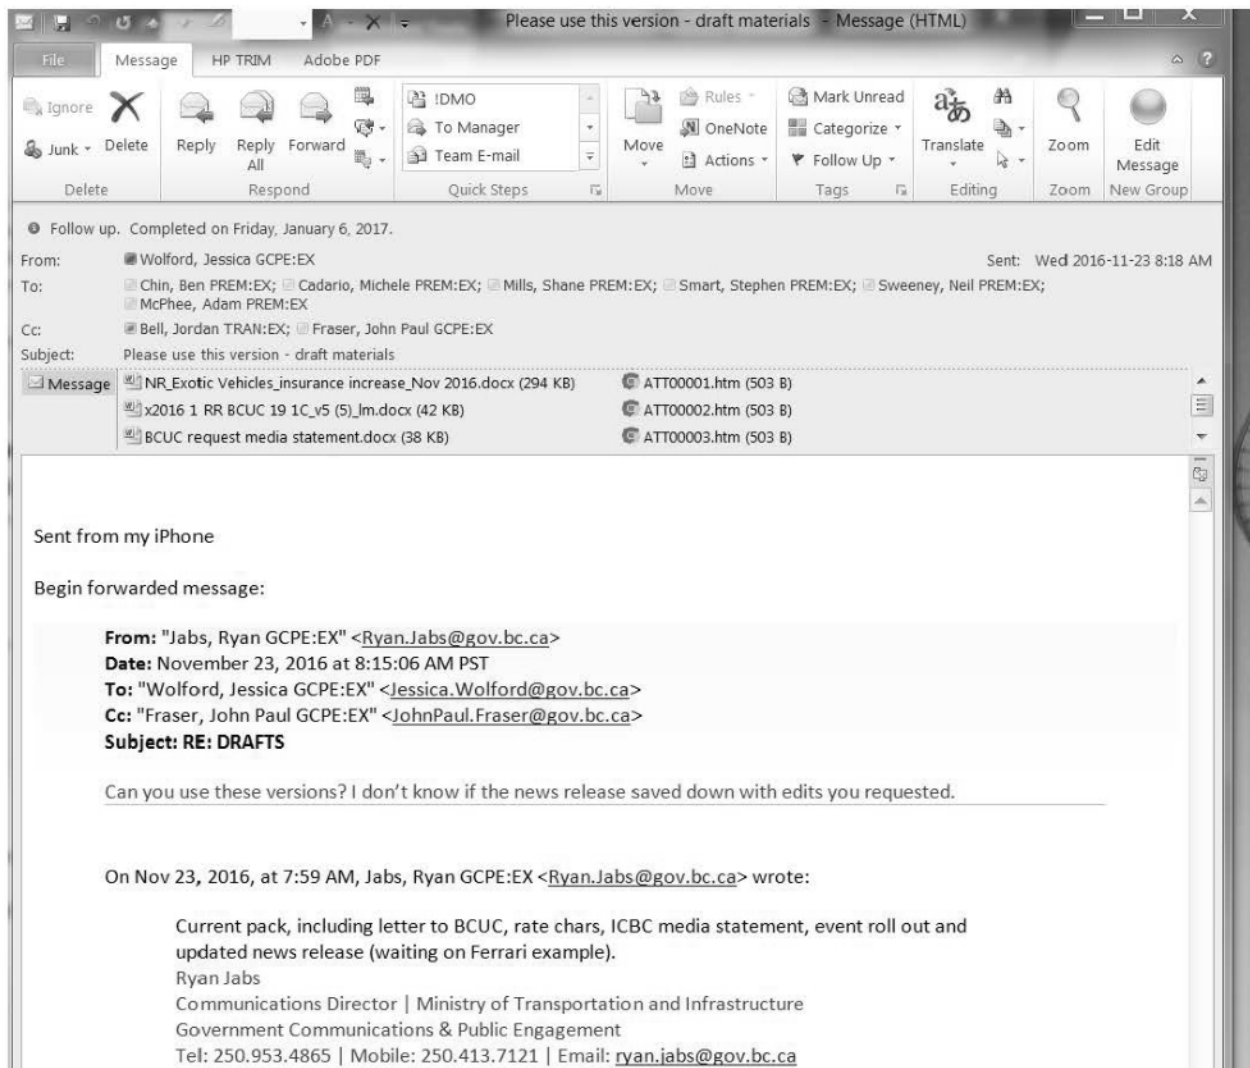 Please use this version - draft materials - Message (HTML)
File Message HP TRIM Adobe PDF
Ignore
Junk
Delete
Reply
Reply All
Forward
!DMO
To Manager
Team E-mail
Move
Rules
OneNote
Actions
Mark Unread
Categorize
Follow Up
Translate
Zoom
Edit Message
Delete Respond Quick Steps Move Tags Editing Zoom New Group
Follow up. Completed on Friday, January 6, 2017.
From: Wolford, Jessica GCPE:EX Sent: Wed 2016-11-23 8:18 AM
To: Chin, Ben PREM:EX; Cadario, Michele PREM:EX; Mills, Shane PREM:EX; Smart, Stephen PREM:EX; Sweeney, Neil PREM:EX;
McPhee, Adam PREM:EX
Cc: Bell, Jordan TRAN:EX; Fraser, John Paul GCPE:EX
Subject: Please use this version - draft materials
Message NR_Exotic Vehicles_insurance increase_Nov 2016.docx (294 KB) ATT00001.htm (503 B)
x2016 1 RR BCUC 19 1C_v5 (5)_lm.docx (42 KB) ATT00002.htm (503 B)
BCUC request media statement.docx (38 KB) ATT00003.htm (503 B)
Sent from my iPhone
Begin forwarded message:
From: "Jabs, Ryan GCPE:EX" <Ryan.Jabs@gov.bc.ca>
Date: November 23, 2016 at 8:15:06 AM PST
To: "Wolford, Jessica GCPE:EX" <Jessica.Wolford@gov.bc.ca>
Cc: "Fraser, John Paul GCPE:EX" <JohnPaul.Fraser@gov.bc.ca>
Subject: RE: DRAFTS
Can you use these versions? I don't know if the news release saved down with edits you requested.
On Nov 23, 2016, at 7:59 AM, Jabs, Ryan GCPE:EX <Ryan.Jabs@gov.bc.ca> wrote:
Current pack, including letter to BCUC, rate chars, ICBC media statement, event roll out and
updated news release (waiting on Ferrari example).
Ryan Jabs
Communications Director | Ministry of Transportation and Infrastructure
Government Communications & Public Engagement
Tel: 250.953.4865 | Mobile: 250.413.7121 | Email: ryan.jabs@gov.bc.ca